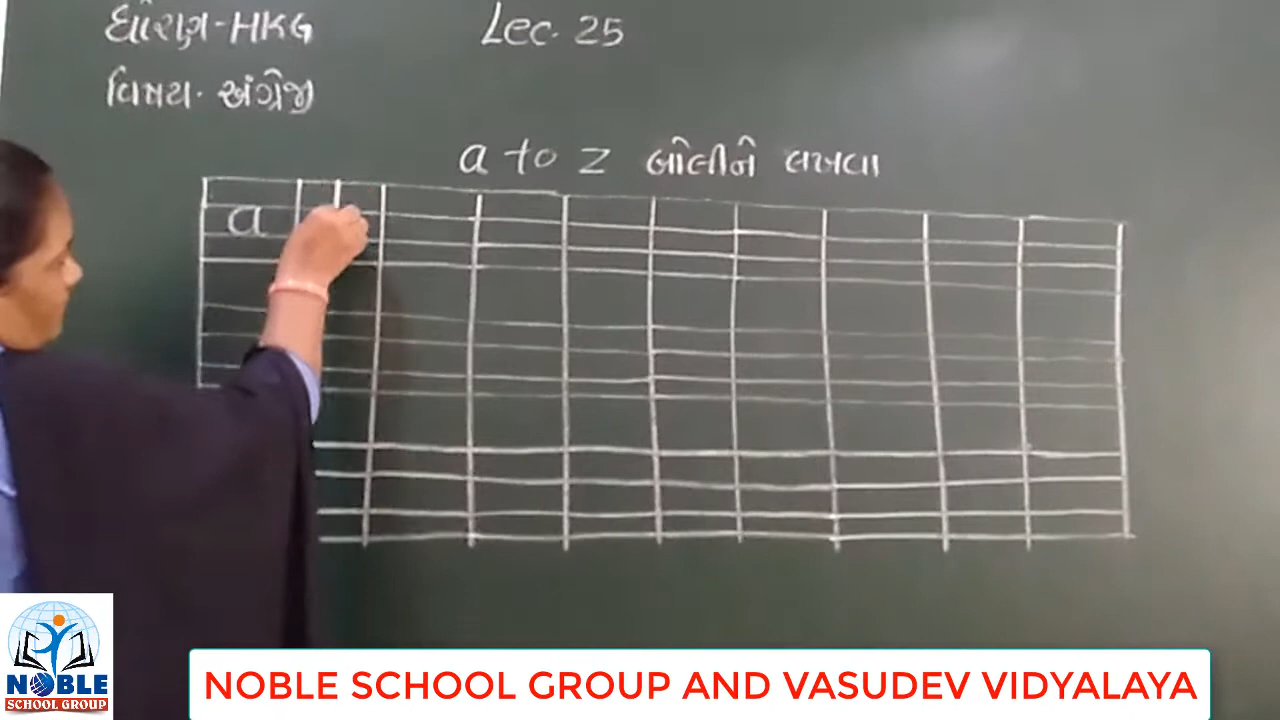 ધોરણ-HKG
Lec. 25
વિષય. અંગ્રેજી
a to z બોલીને લખવા
a
NOBLE
SCHOOL GROUP
NOBLE SCHOOL GROUP AND VASUDEV VIDYALAYA